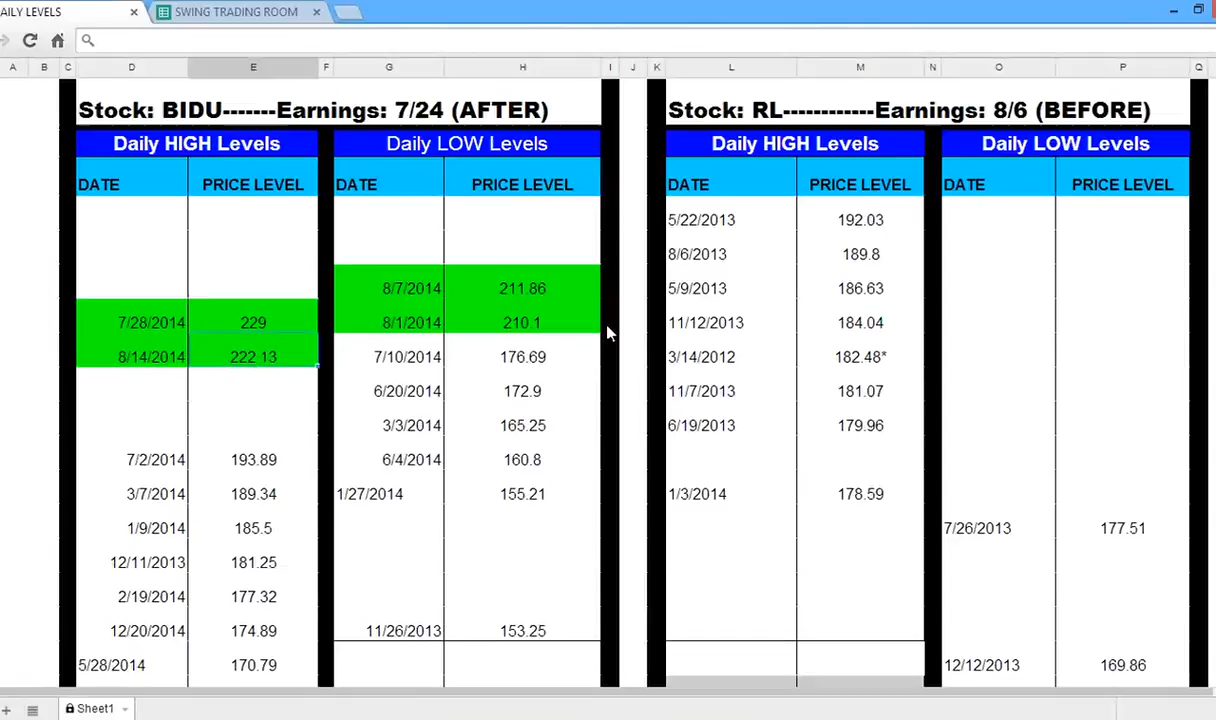 AILY LEVELS
SWING TRADING ROOM
A B C D E F G H I J K L M N O P Q
Stock: BIDU-------Earnings: 7/24 (AFTER)
Stock: RL------------Earnings: 8/6 (BEFORE)
Daily HIGH Levels Daily LOW Levels Daily HIGH Levels Daily LOW Levels
DATE PRICE LEVEL DATE PRICE LEVEL DATE PRICE LEVEL DATE PRICE LEVEL
5/22/2013 192.03
8/6/2013 189.8
8/7/2014 211.86 5/9/2013 186.63
7/28/2014 229 8/1/2014 210.1 11/12/2013 184.04
8/14/2014 222.13 7/10/2014 176.69 3/14/2012 182.48*
6/20/2014 172.9 11/7/2013 181.07
3/3/2014 165.25 6/19/2013 179.96
7/2/2014 193.89 6/4/2014 160.8
3/7/2014 189.34 1/27/2014 155.21 1/3/2014 178.59
1/9/2014 185.5 7/26/2013 177.51
12/11/2013 181.25
2/19/2014 177.32
12/20/2014 174.89 11/26/2013 153.25
5/28/2014 170.79 12/12/2013 169.86
Sheet1